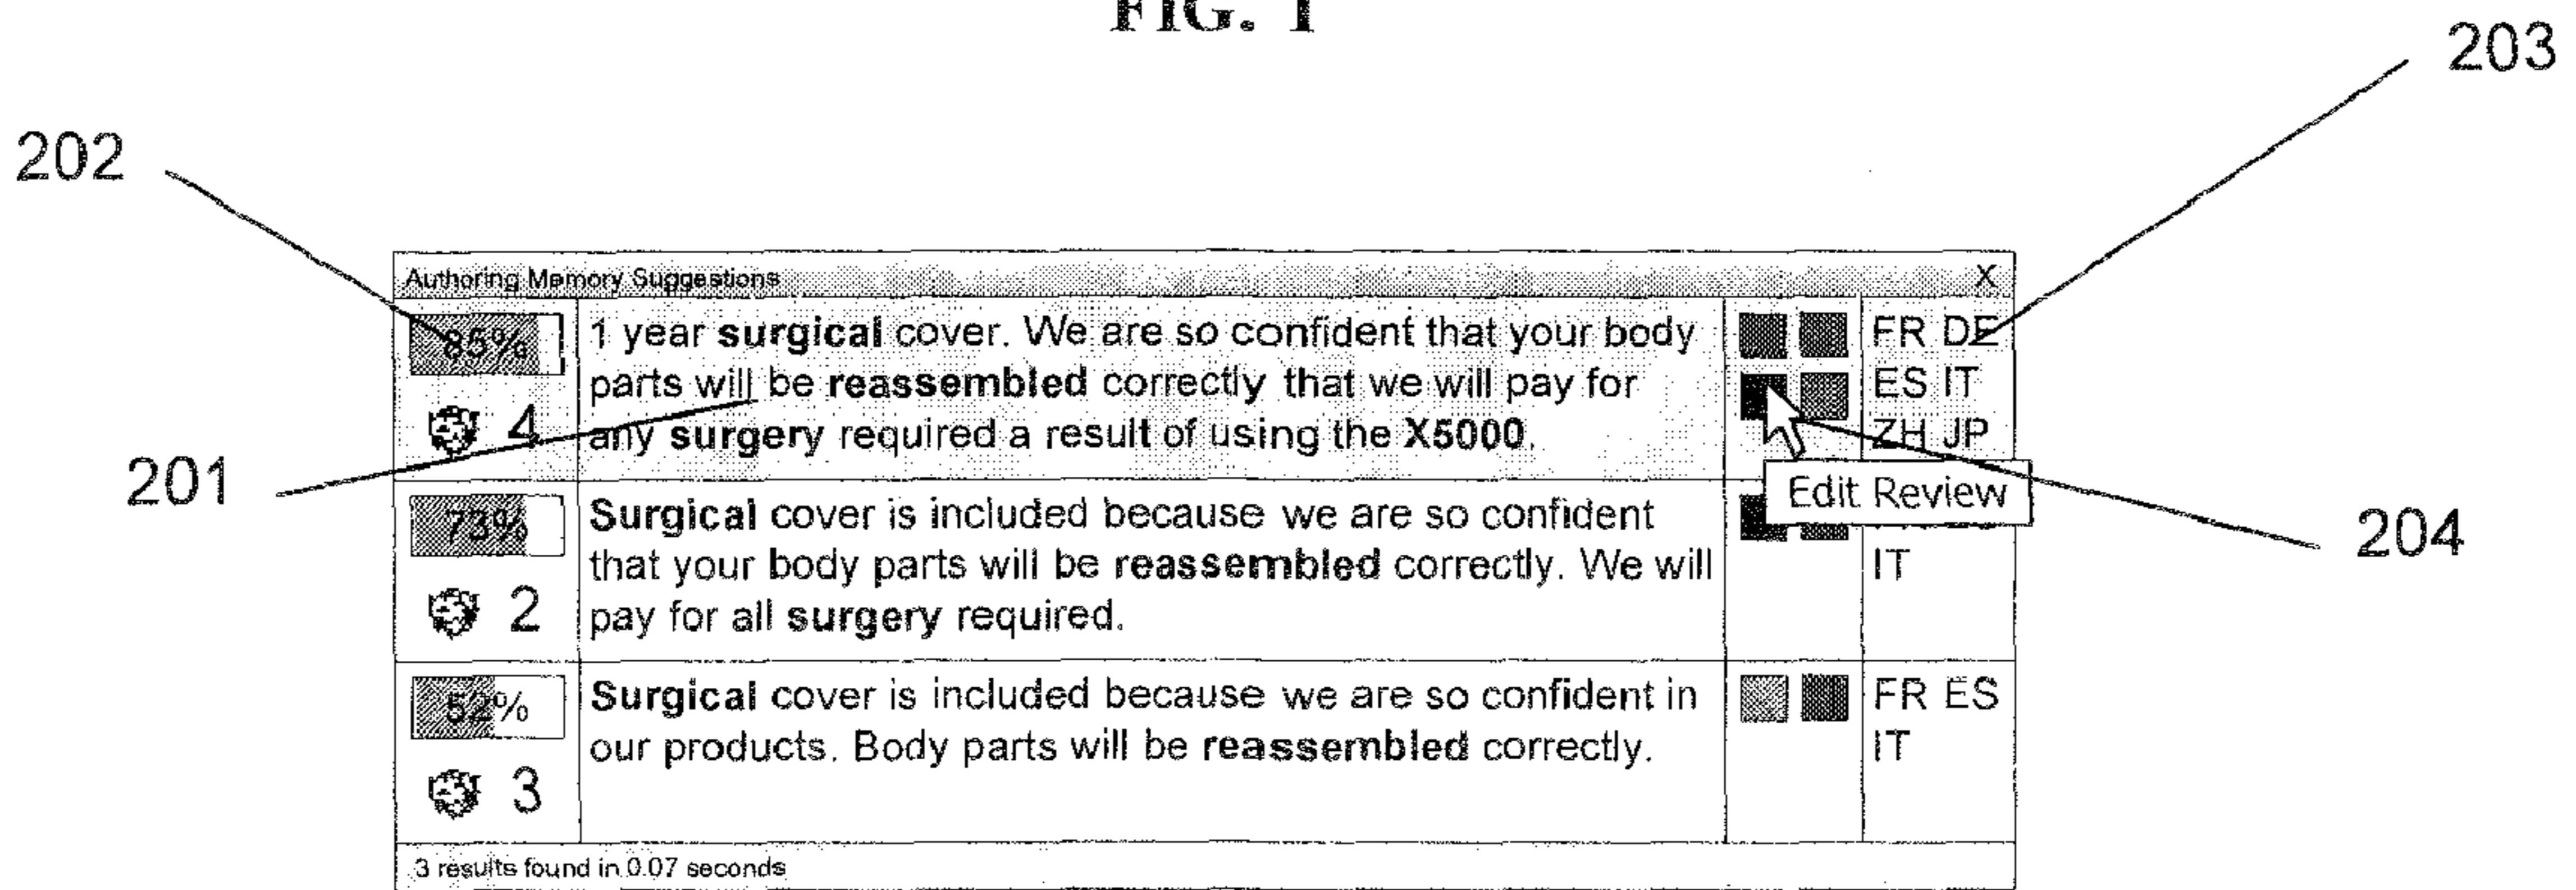 FIG. 1
203
202
Authoring Memory Suggestions X
85% 1 year surgical cover. We are so confident that your body FR DE
parts will be reassembled correctly that we will pay for ES IT
4 any surgery required a result of using the X5000. ZH JP
201
Edit Review
73% Surgical cover is included because we are so confident
204
that your body parts will be reassembled correctly. We will IT
2 pay for all surgery required.
52% Surgical cover is included because we are so confident in FR ES
our products. Body parts will be reassembled correctly. IT
3
3 results found in 0.07 seconds